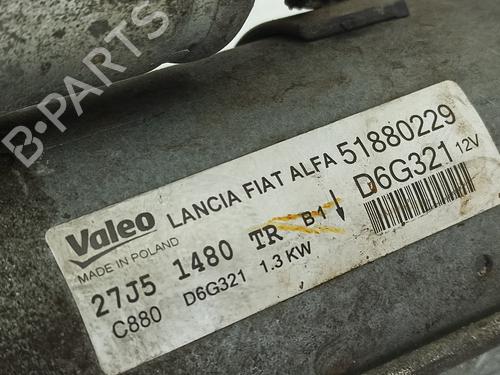 B-PARTS
Valeo LANCIA FIAT ALFA 51880229
MADE IN POLAND D6G321 12V
27J5 1480 TR B1
C880 D6G321 1.3 KW